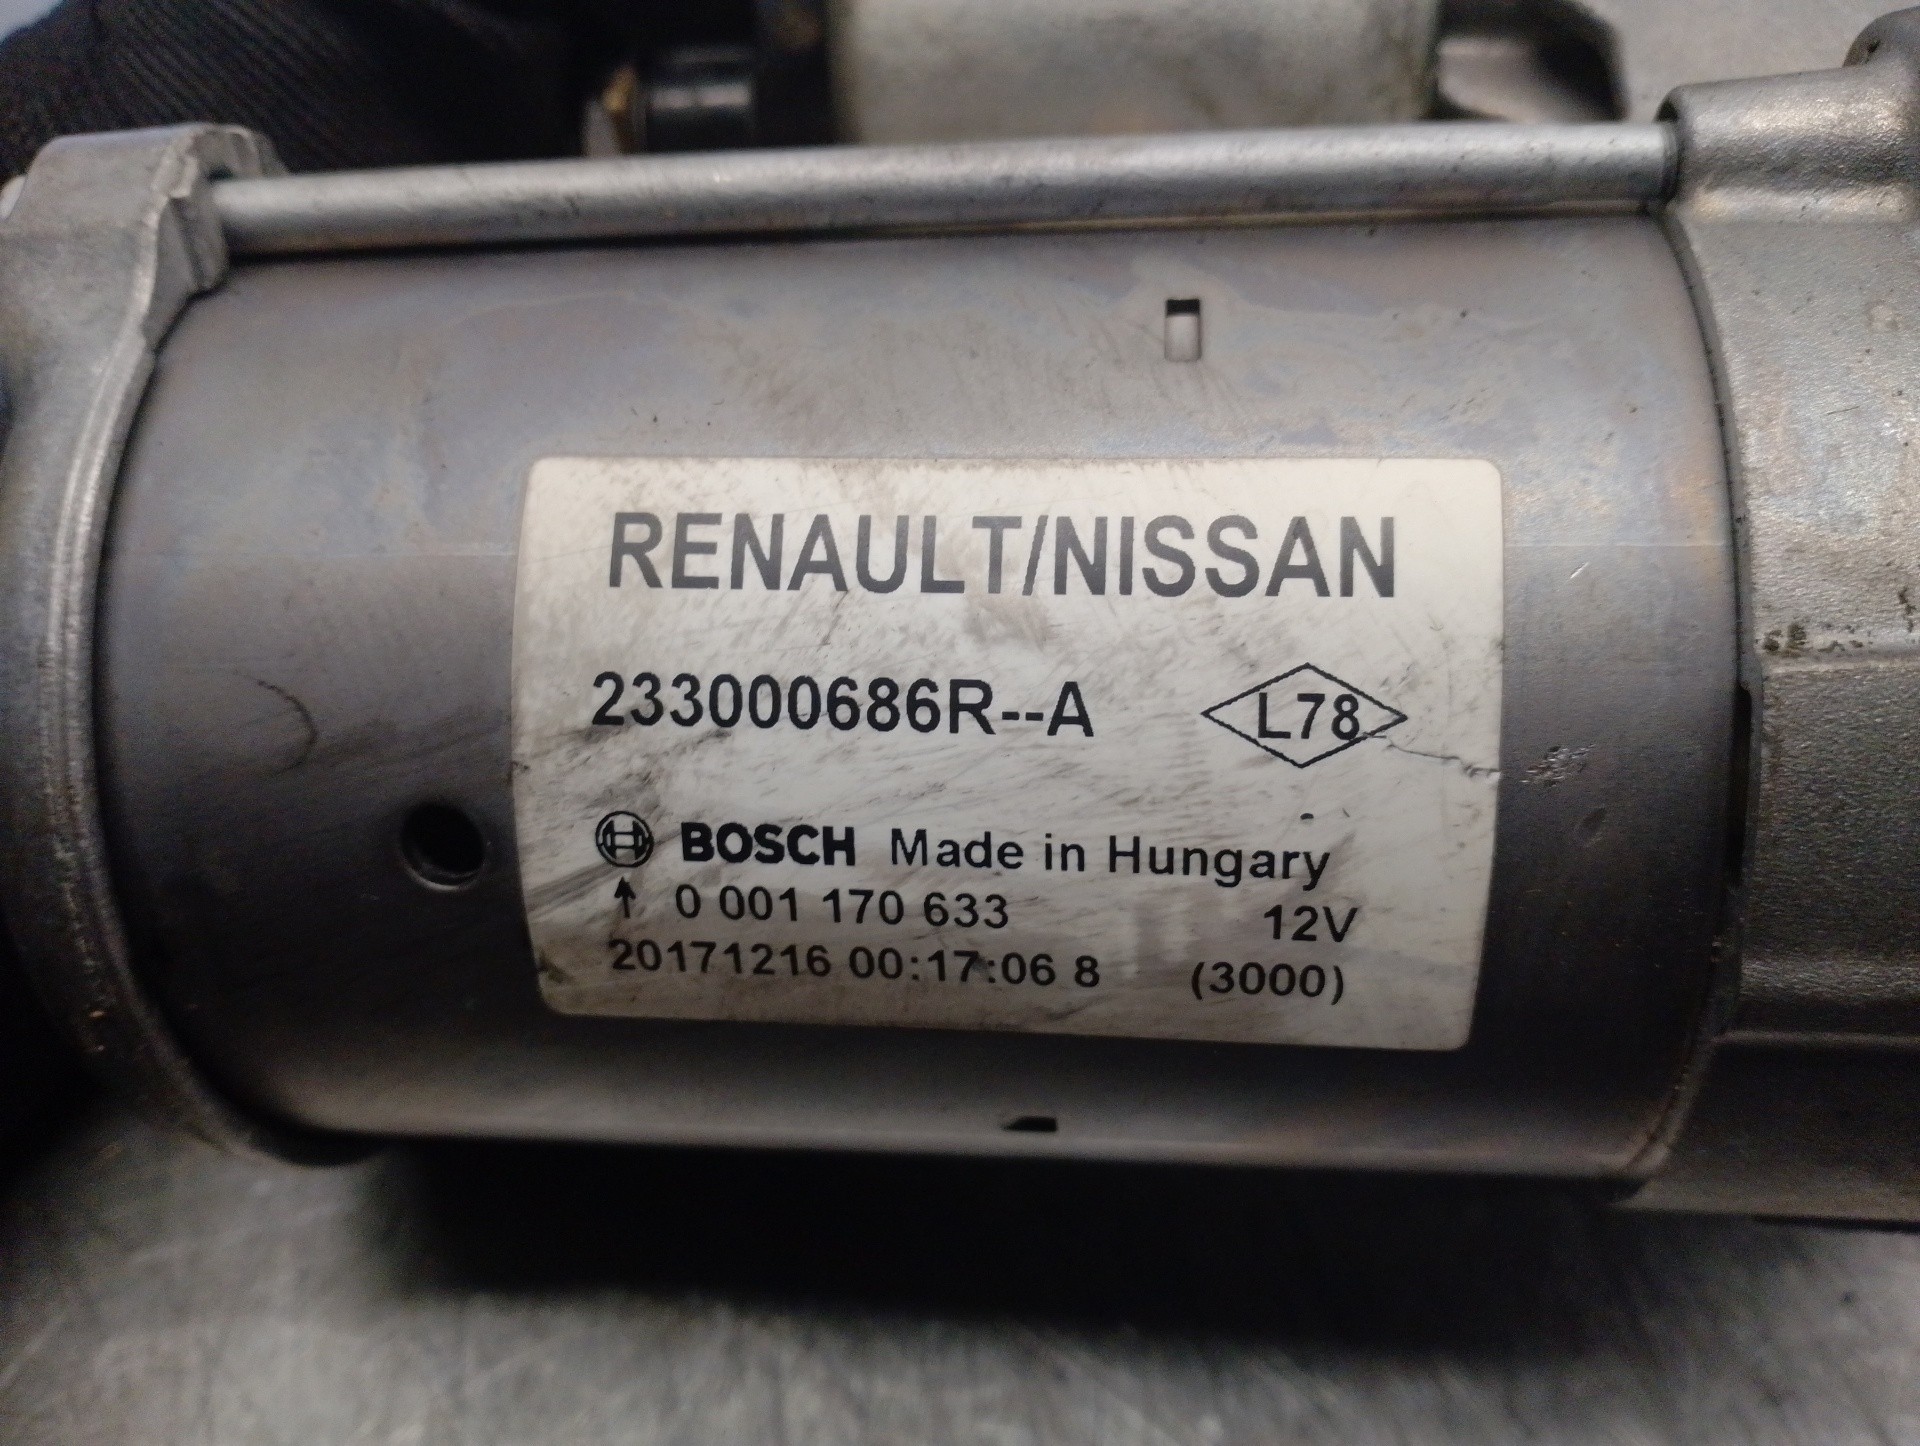 RENAULT/NISSAN
233000686R--A L78
BOSCH Made in Hungary
0 001 170 633 12V
20171216 00:17:06 8 (3000)